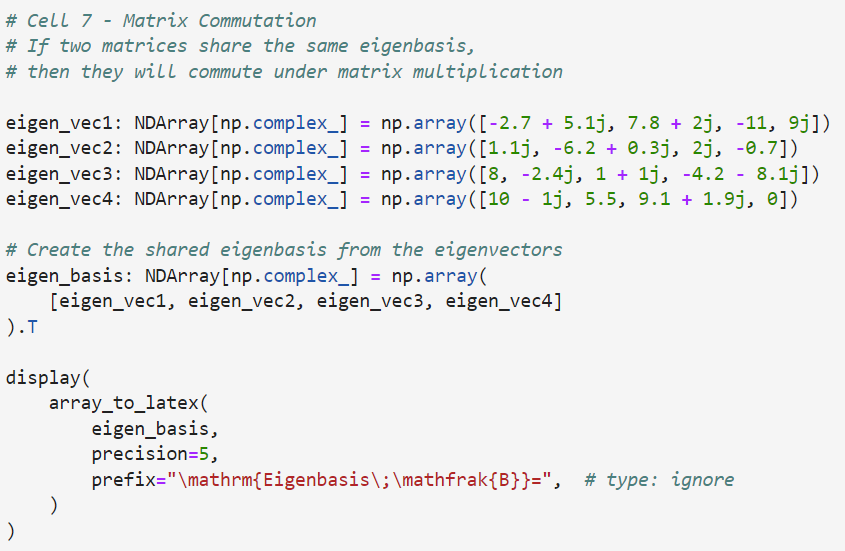 # Cell 7 - Matrix Commutation
# If two matrices share the same eigenbasis,
# then they will commute under matrix multiplication

eigen_vec1: NDArray[np.complex_] = np.array([-2.7 + 5.1j, 7.8 + 2j, -11, 9j])
eigen_vec2: NDArray[np.complex_] = np.array([1.1j, -6.2 + 0.3j, 2j, -0.7])
eigen_vec3: NDArray[np.complex_] = np.array([8, -2.4j, 1 + 1j, -4.2 - 8.1j])
eigen_vec4: NDArray[np.complex_] = np.array([10 - 1j, 5.5, 9.1 + 1.9j, 0])

# Create the shared eigenbasis from the eigenvectors
eigen_basis: NDArray[np.complex_] = np.array(
    [eigen_vec1, eigen_vec2, eigen_vec3, eigen_vec4]
).T

display(
    array_to_latex(
        eigen_basis,
        precision=5,
        prefix="\mathrm{Eigenbasis\;\mathfrak{B}}=",  # type: ignore
    )
)